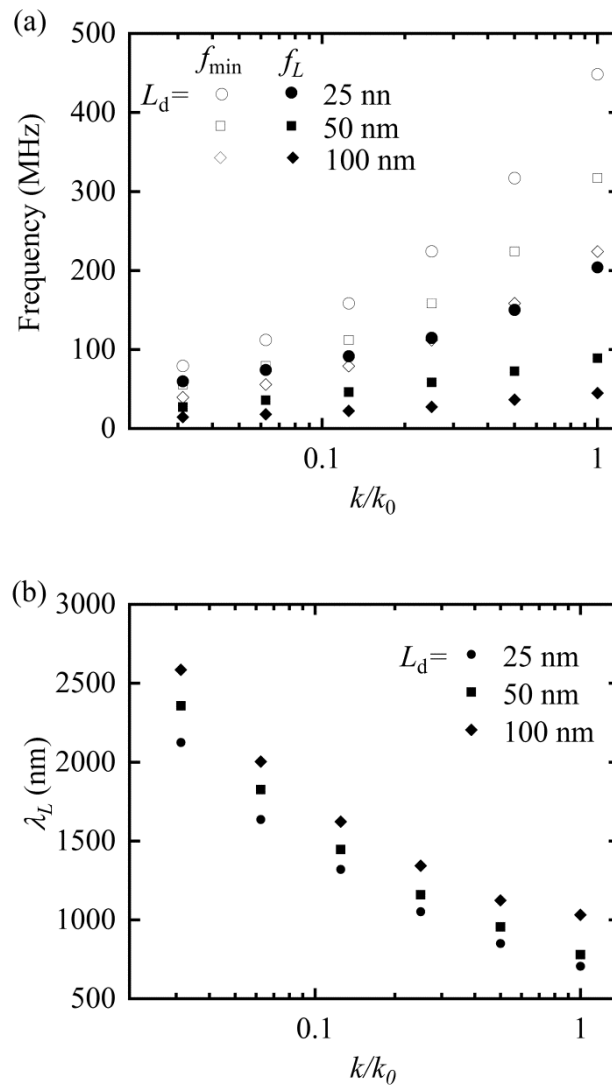 (a)
500
400
300
200
100
0
Frequency (MHz)
f_min f_L
L_d= 25 nn
50 nm
100 nm
0.1 1
k/k_0
(b)
3000
2500
2000
1500
1000
500
λ_L (nm)
L_d= 25 nm
50 nm
100 nm
0.1 1
k/k_0